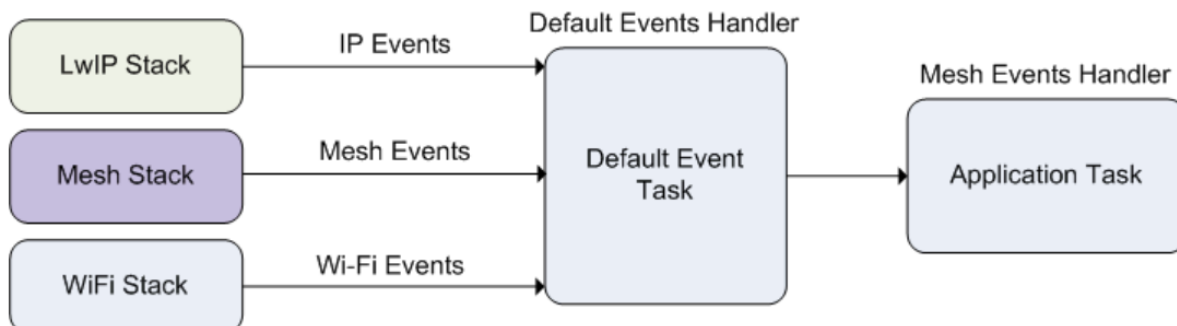 Default Events Handler
LwIP Stack
IP Events
Mesh Events Handler
Mesh Stack
Mesh Events
Default Event
Task
Application Task
WiFi Stack
Wi-Fi Events